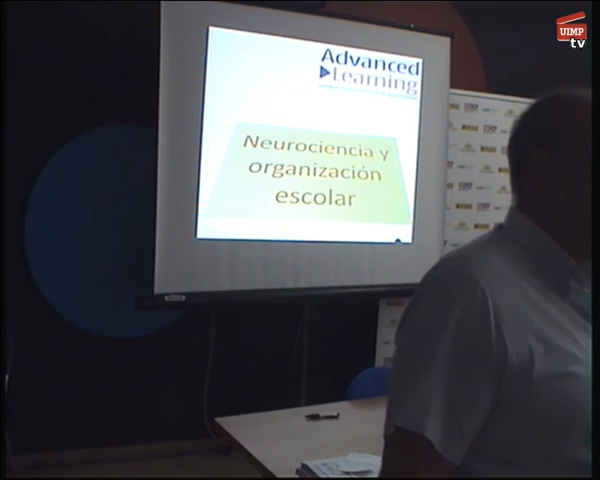 UIMP
tv
Advanced
Learning
Neurociencia y
organización
escolar